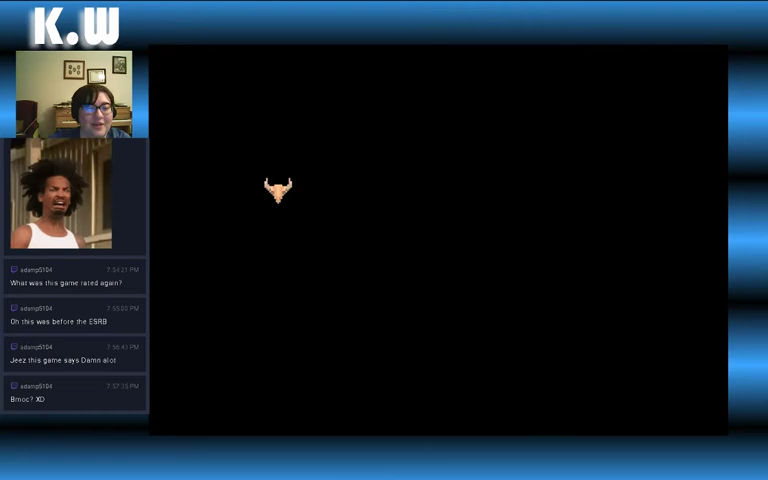 K.W
adamp5104 7:54:21 PM
What was this game rated again?
adamp5104 7:55:00 PM
Oh this was before the ESRB
adamp5104 7:56:43 PM
Jeez this game says Damn alot
adamp5104 7:57:35 PM
Bmoc? XD